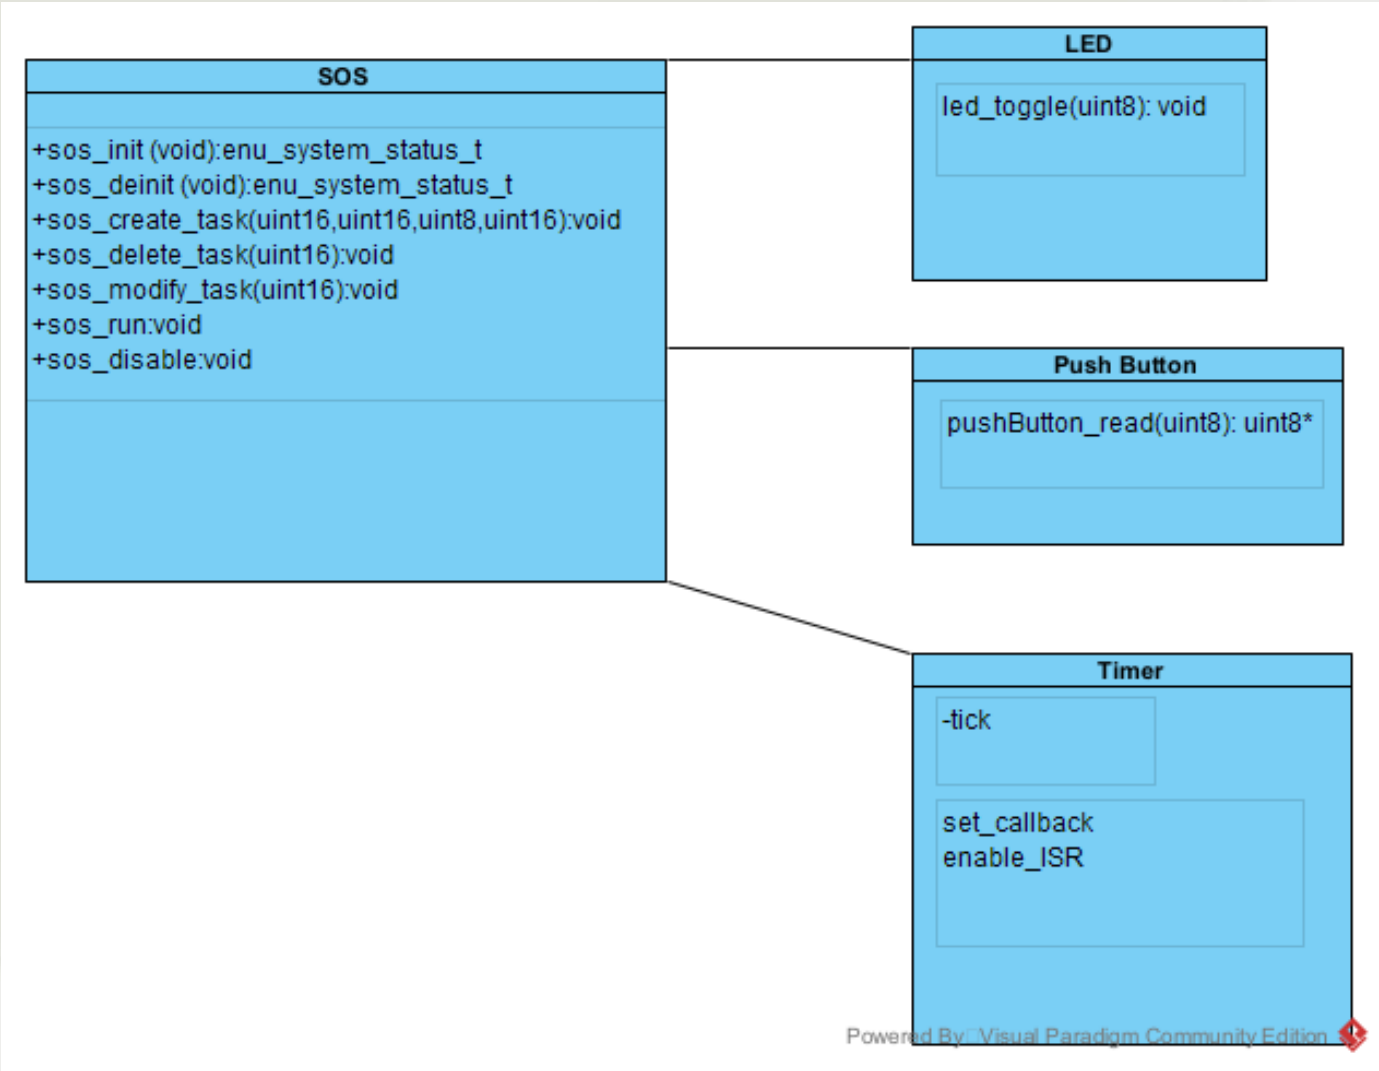 SOS
+sos_init (void):enu_system_status_t
+sos_deinit (void):enu_system_status_t
+sos_create_task(uint16,uint16,uint8,uint16):void
+sos_delete_task(uint16):void
+sos_modify_task(uint16):void
+sos_run:void
+sos_disable:void
LED
led_toggle(uint8): void
Push Button
pushButton_read(uint8): uint8*
Timer
-tick
set_callback
enable_ISR
Powered By Visual Paradigm Community Edition